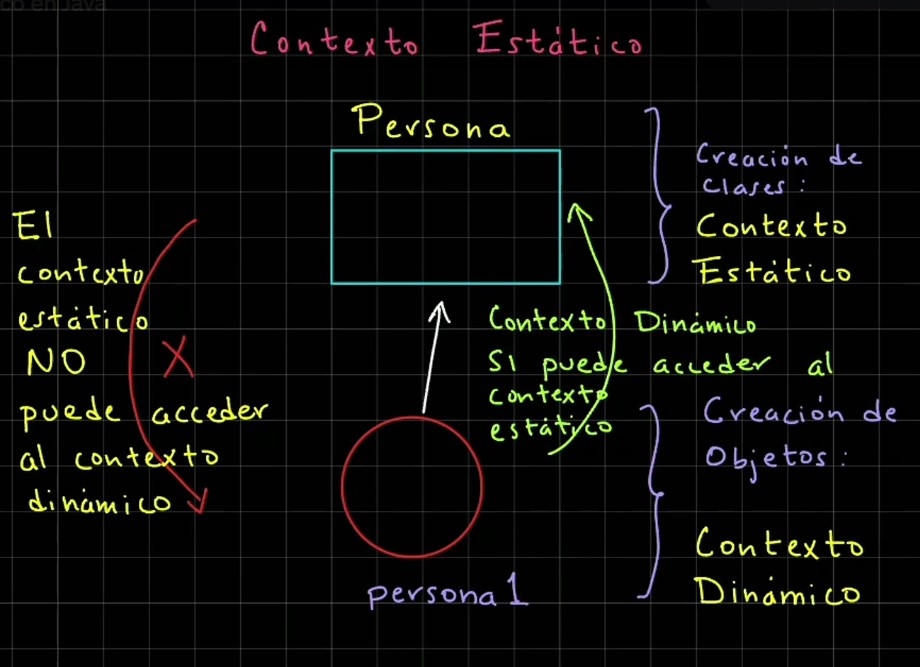 co en Java
Contexto Estático
Persona
Creación de
Clases:
Contexto
Estático
El
contexto
estático
NO
puede acceder
al contexto
dinámico
X
Contexto Dinámico
SI puede acceder al
contexto
estático
Creación de
Objetos:
Contexto
Dinámico
persona1